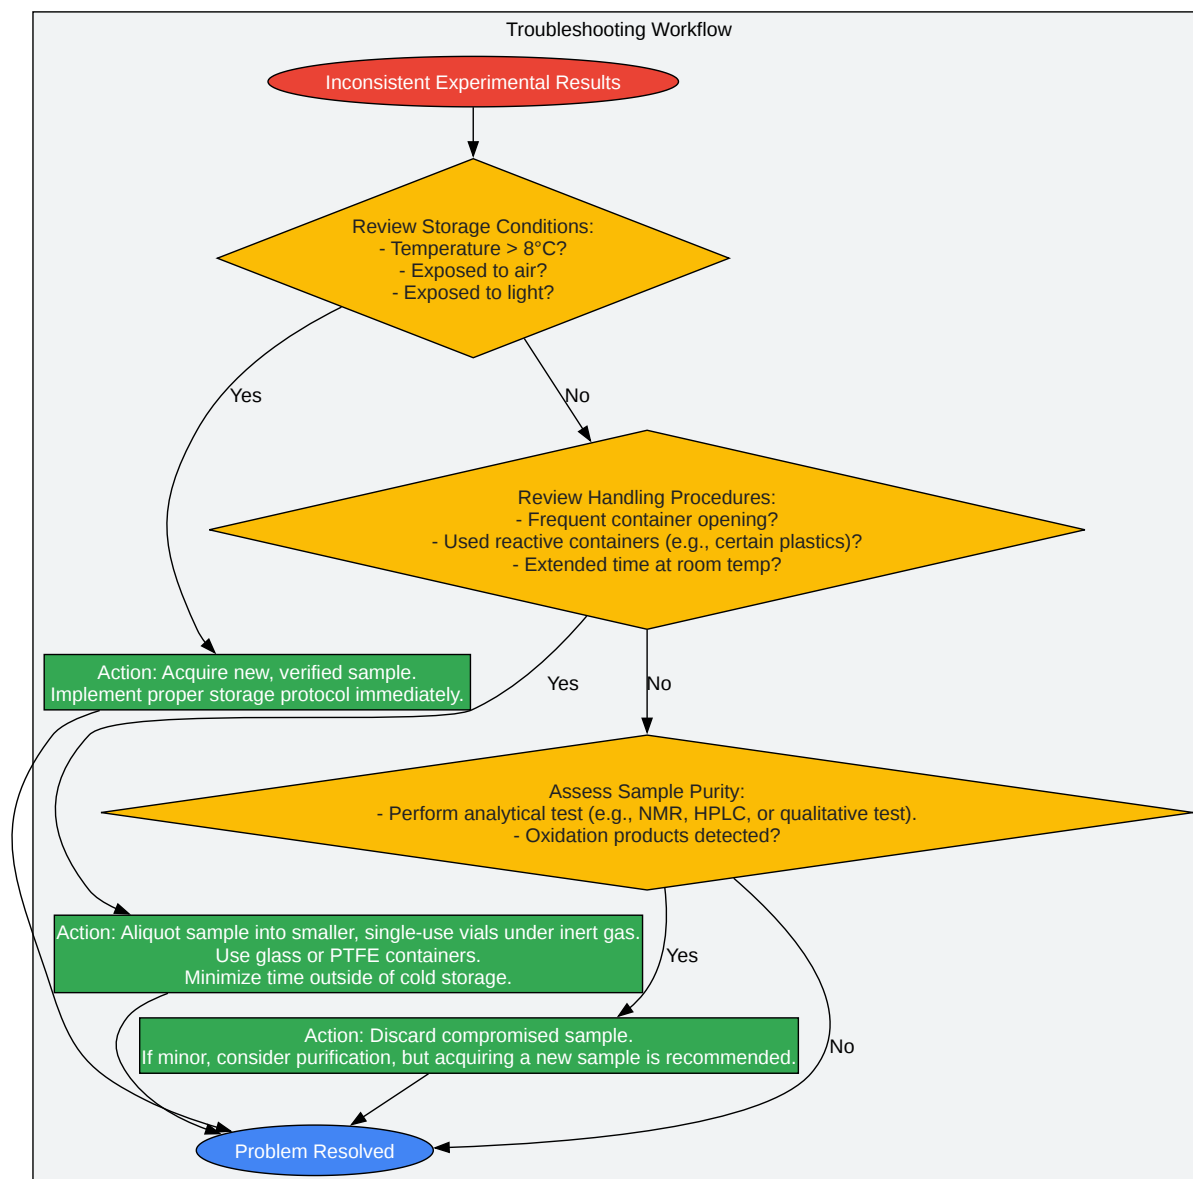 Troubleshooting Workflow
Inconsistent Experimental Results
Review Storage Conditions:
- Temperature > 8°C?
- Exposed to air?
- Exposed to light?
Yes
No
Review Handling Procedures:
- Frequent container opening?
- Used reactive containers (e.g., certain plastics)?
- Extended time at room temp?
Action: Acquire new, verified sample.
Implement proper storage protocol immediately.
Yes
No
Assess Sample Purity:
- Perform analytical test (e.g., NMR, HPLC, or qualitative test).
- Oxidation products detected?
Action: Aliquot sample into smaller, single-use vials under inert gas.
Use glass or PTFE containers.
Minimize time outside of cold storage.
Yes
Action: Discard compromised sample.
If minor, consider purification, but acquiring a new sample is recommended.
No
Problem Resolved